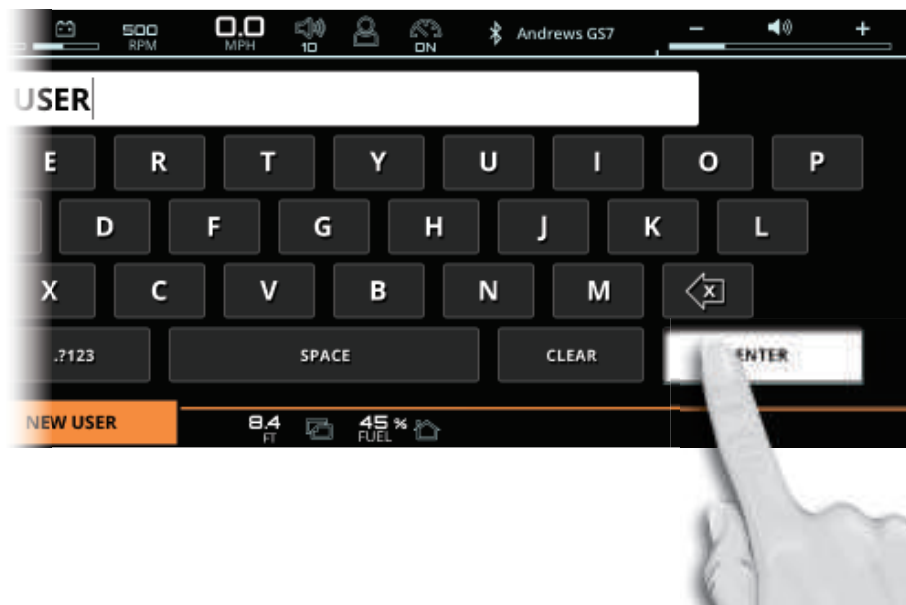 500 0.0 Andrews GS7 - +
RPM MPH 10 ON
USER
E R T Y U I O P
D F G H J K L
X C V B N M X
.?123 SPACE CLEAR ENTER
NEW USER 8.4 45 %
FT FUEL